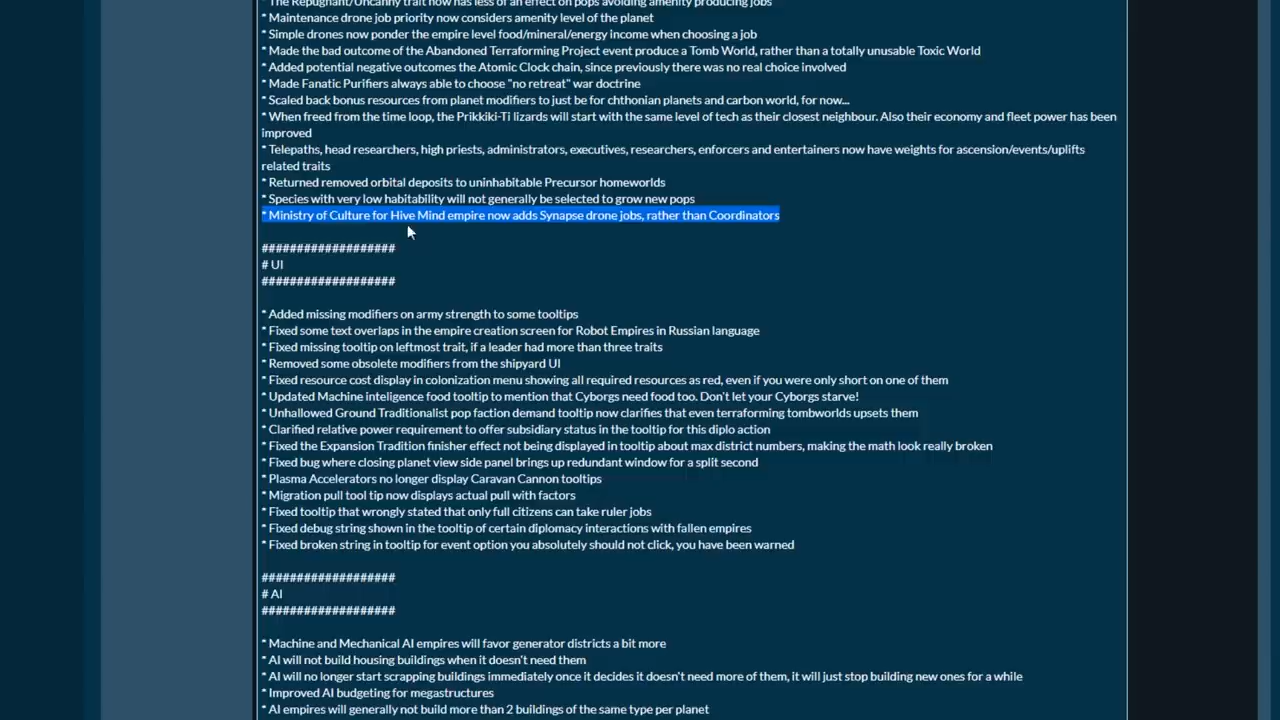 * The Repugnant/Uncanny trait now has less of an effect on pops avoiding amenity producing jobs
* Maintenance drone job priority now considers amenity level of the planet
* Simple drones now ponder the empire level food/mineral/energy income when choosing a job
* Made the bad outcome of the Abandoned Terraforming Project event produce a Tomb World, rather than a totally unusable Toxic World
* Added potential negative outcomes the Atomic Clock chain, since previously there was no real choice involved
* Made Fanatic Purifiers always able to choose "no retreat" war doctrine
* Scaled back bonus resources from planet modifiers to just be for chthonian planets and carbon world, for now...
* When freed from the time loop, the Prikkiki-Ti lizards will start with the same level of tech as their closest neighbour. Also their economy and fleet power has been
improved
* Telepaths, head researchers, high priests, administrators, executives, researchers, enforcers and entertainers now have weights for ascension/events/uplifts
related traits
* Returned removed orbital deposits to uninhabitable Precursor homeworlds
* Species with very low habitability will not generally be selected to grow new pops
* Ministry of Culture for Hive Mind empire now adds Synapse drone jobs, rather than Coordinators
###################
# UI
###################
* Added missing modifiers on army strength to some tooltips
* Fixed some text overlaps in the empire creation screen for Robot Empires in Russian language
* Fixed missing tooltip on leftmost trait, if a leader had more than three traits
* Removed some obsolete modifiers from the shipyard UI
* Fixed resource cost display in colonization menu showing all required resources as red, even if you were only short on one of them
* Updated Machine inteligence food tooltip to mention that Cyborgs need food too. Don't let your Cyborgs starve!
* Unhallowed Ground Traditionalist pop faction demand tooltip now clarifies that even terraforming tombworlds upsets them
* Clarified relative power requirement to offer subsidiary status in the tooltip for this diplo action
* Fixed the Expansion Tradition finisher effect not being displayed in tooltip about max district numbers, making the math look really broken
* Fixed bug where closing planet view side panel brings up redundant window for a split second
* Plasma Accelerators no longer display Caravan Cannon tooltips
* Migration pull tool tip now displays actual pull with factors
* Fixed tooltip that wrongly stated that only full citizens can take ruler jobs
* Fixed debug string shown in the tooltip of certain diplomacy interactions with fallen empires
* Fixed broken string in tooltip for event option you absolutely should not click, you have been warned
###################
# AI
###################
* Machine and Mechanical AI empires will favor generator districts a bit more
* AI will not build housing buildings when it doesn't need them
* AI will no longer start scrapping buildings immediately once it decides it doesn't need more of them, it will just stop building new ones for a while
* Improved AI budgeting for megastructures
* AI empires will generally not build more than 2 buildings of the same type per planet